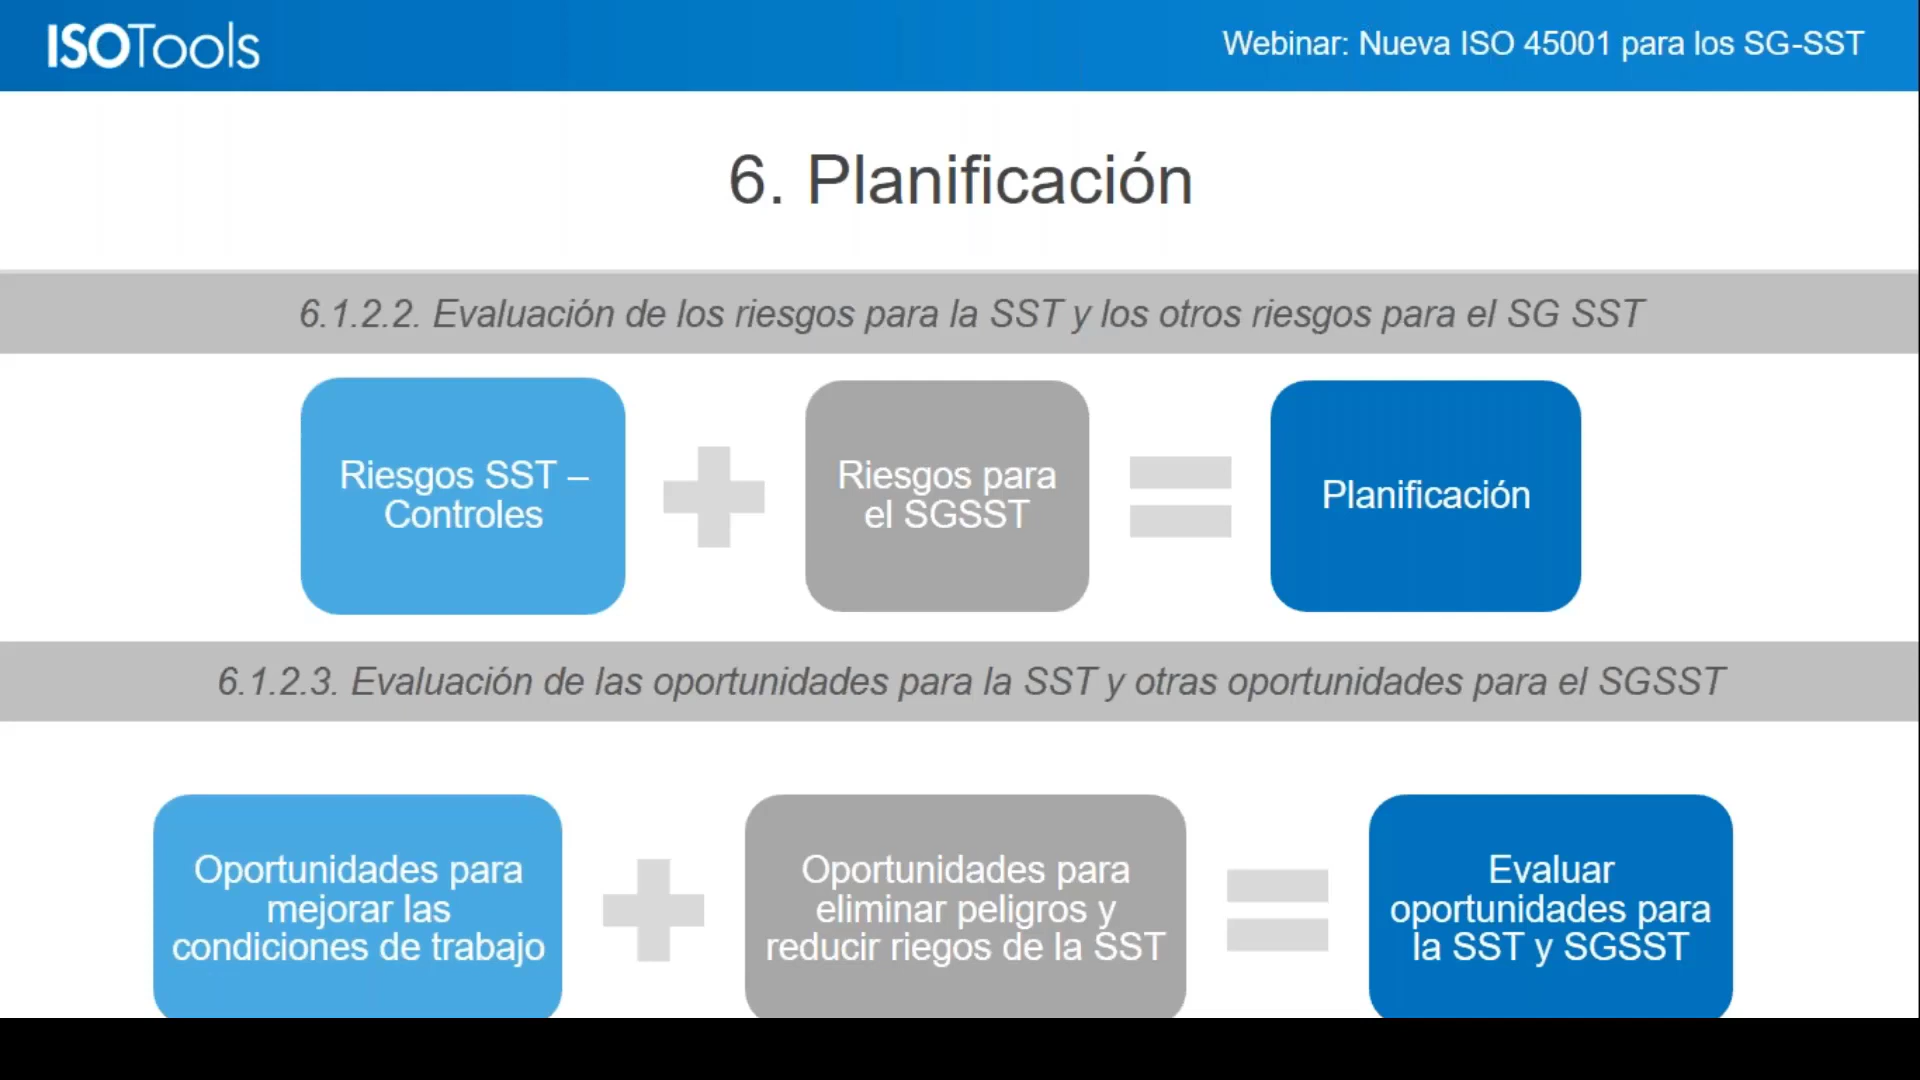 ISOTools
Webinar: Nueva ISO 45001 para los SG-SST
6. Planificación
6.1.2.2. Evaluación de los riesgos para la SST y los otros riesgos para el SG SST
Riesgos SST –
Controles
Riesgos para
el SGSST
Planificación
6.1.2.3. Evaluación de las oportunidades para la SST y otras oportunidades para el SGSST
Oportunidades para
mejorar las
condiciones de trabajo
Oportunidades para
eliminar peligros y
reducir riegos de la SST
Evaluar
oportunidades para
la SST y SGSST